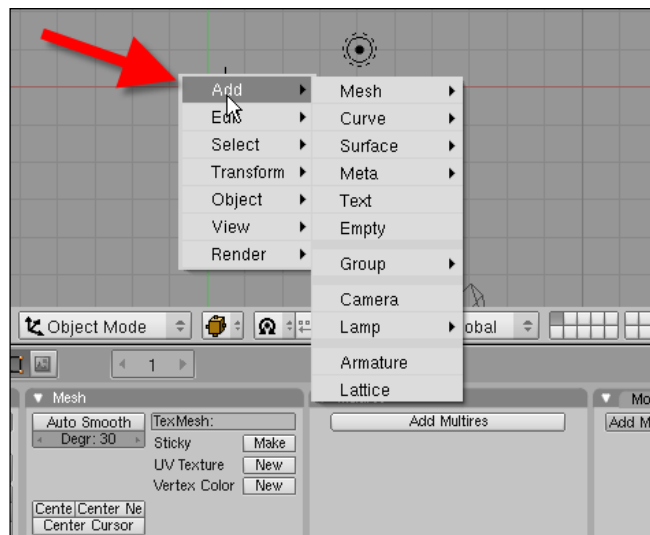 Add
Edit
Select
Transform
Object
View
Render
Mesh
Curve
Surface
Meta
Text
Empty
Group
Camera
Lamp
Armature
Lattice
Object Mode
obal
1
Mesh
Auto Smooth
Degr: 30
TexMesh:
Sticky Make
UV Texture New
Vertex Color New
Cente Center Ne
Center Cursor
Add Multires
Mo
Add M